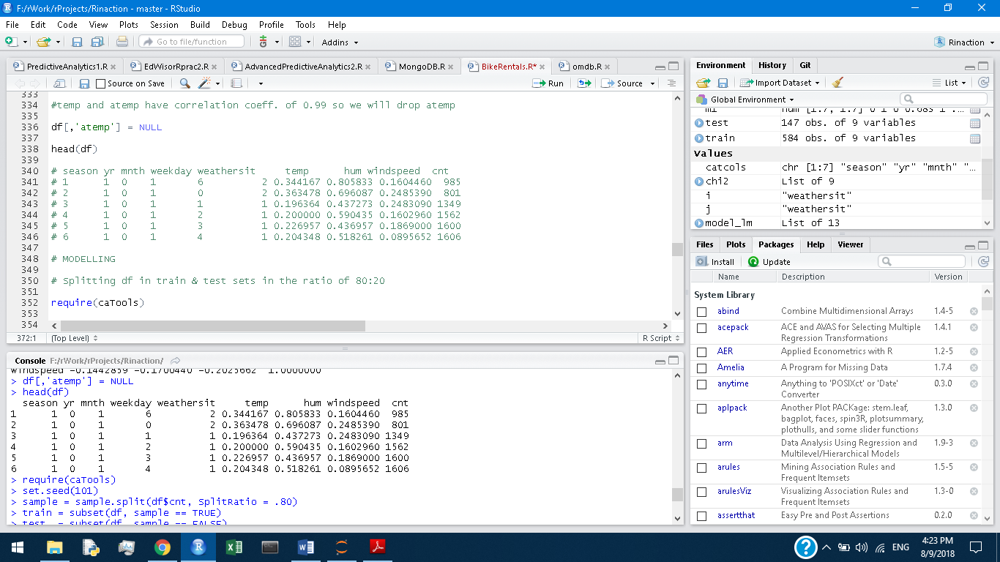 F:/rWork/rProjects/Rinaction - master - RStudio
File Edit Code View Plots Session Build Debug Profile Tools Help
Go to file/function Addins Rinaction
PredictiveAnalytics1.R EdWisorRprac2.R AdvancedPredictiveAnalytics2.R MongoDB.R BikeRentals.R* omdb.R
Source on Save Run Source
333
334 #temp and atemp have correlation coeff. of 0.99 so we will drop atemp
335
336 df[,'atemp'] = NULL
337
338 head(df)
339
340 # season yr mnth weekday weathersit temp hum windspeed cnt
341 # 1 1 0 1 6 2 0.344167 0.805833 0.1604460 985
342 # 2 1 0 1 0 2 0.363478 0.696087 0.2485390 801
343 # 3 1 0 1 1 1 0.196364 0.437273 0.2483090 1349
344 # 4 1 0 1 2 1 0.200000 0.590435 0.1602960 1562
345 # 5 1 0 1 3 1 0.226957 0.436957 0.1869000 1600
346 # 6 1 0 1 4 1 0.204348 0.518261 0.0895652 1606
347
348 # MODELLING
349
350 # Splitting df in train & test sets in the ratio of 80:20
351
352 require(caTools)
353
354
372:1 (Top Level) R Script
Console F:/rWork/rProjects/Rinaction/
windspeed -0.1442859 -0.1700440 -0.2025662 1.0000000
> df[,'atemp'] = NULL
> head(df)
season yr mnth weekday weathersit temp hum windspeed cnt
1 1 0 1 6 2 0.344167 0.805833 0.1604460 985
2 1 0 1 0 2 0.363478 0.696087 0.2485390 801
3 1 0 1 1 1 0.196364 0.437273 0.2483090 1349
4 1 0 1 2 1 0.200000 0.590435 0.1602960 1562
5 1 0 1 3 1 0.226957 0.436957 0.1869000 1600
6 1 0 1 4 1 0.204348 0.518261 0.0895652 1606
> require(caTools)
> set.seed(101)
> sample = sample.split(df$cnt, SplitRatio = .80)
> train = subset(df, sample == TRUE)
> test = subset(df, sample == FALSE)
Environment History Git
Import Dataset List
Global Environment
test 147 obs. of 9 variables
train 584 obs. of 9 variables
Values
catcols chr [1:7] "season" "yr" "mnth" "…
chi2 List of 9
i "weathersit"
j "weathersit"
model_lm List of 13
Files Plots Packages Help Viewer
Install Update
Name Description Version
System Library
abind Combine Multidimensional Arrays 1.4-5
acepack ACE and AVAS for Selecting Multiple 1.4.1
Regression Transformations
AER Applied Econometrics with R 1.2-5
Amelia A Program for Missing Data 1.7.4
anytime Anything to 'POSIXct' or 'Date' 0.3.0
Converter
aplpack Another Plot PACKage: stem.leaf, 1.3.0
bagplot, faces, spin3R, plotsummary,
plothulls, and some slider functions
arm Data Analysis Using Regression and 1.9-3
Multilevel/Hierarchical Models
arules Mining Association Rules and 1.5-5
Frequent Itemsets
arulesViz Visualizing Association Rules and 1.3-0
Frequent Itemsets
assertthat Easy Pre and Post Assertions 0.2.0
ENG
4:23 PM
8/9/2018